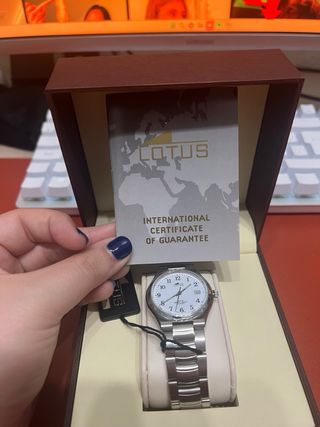 LOTUS
INTERNATIONAL
CERTIFICATE
OF GUARANTEE